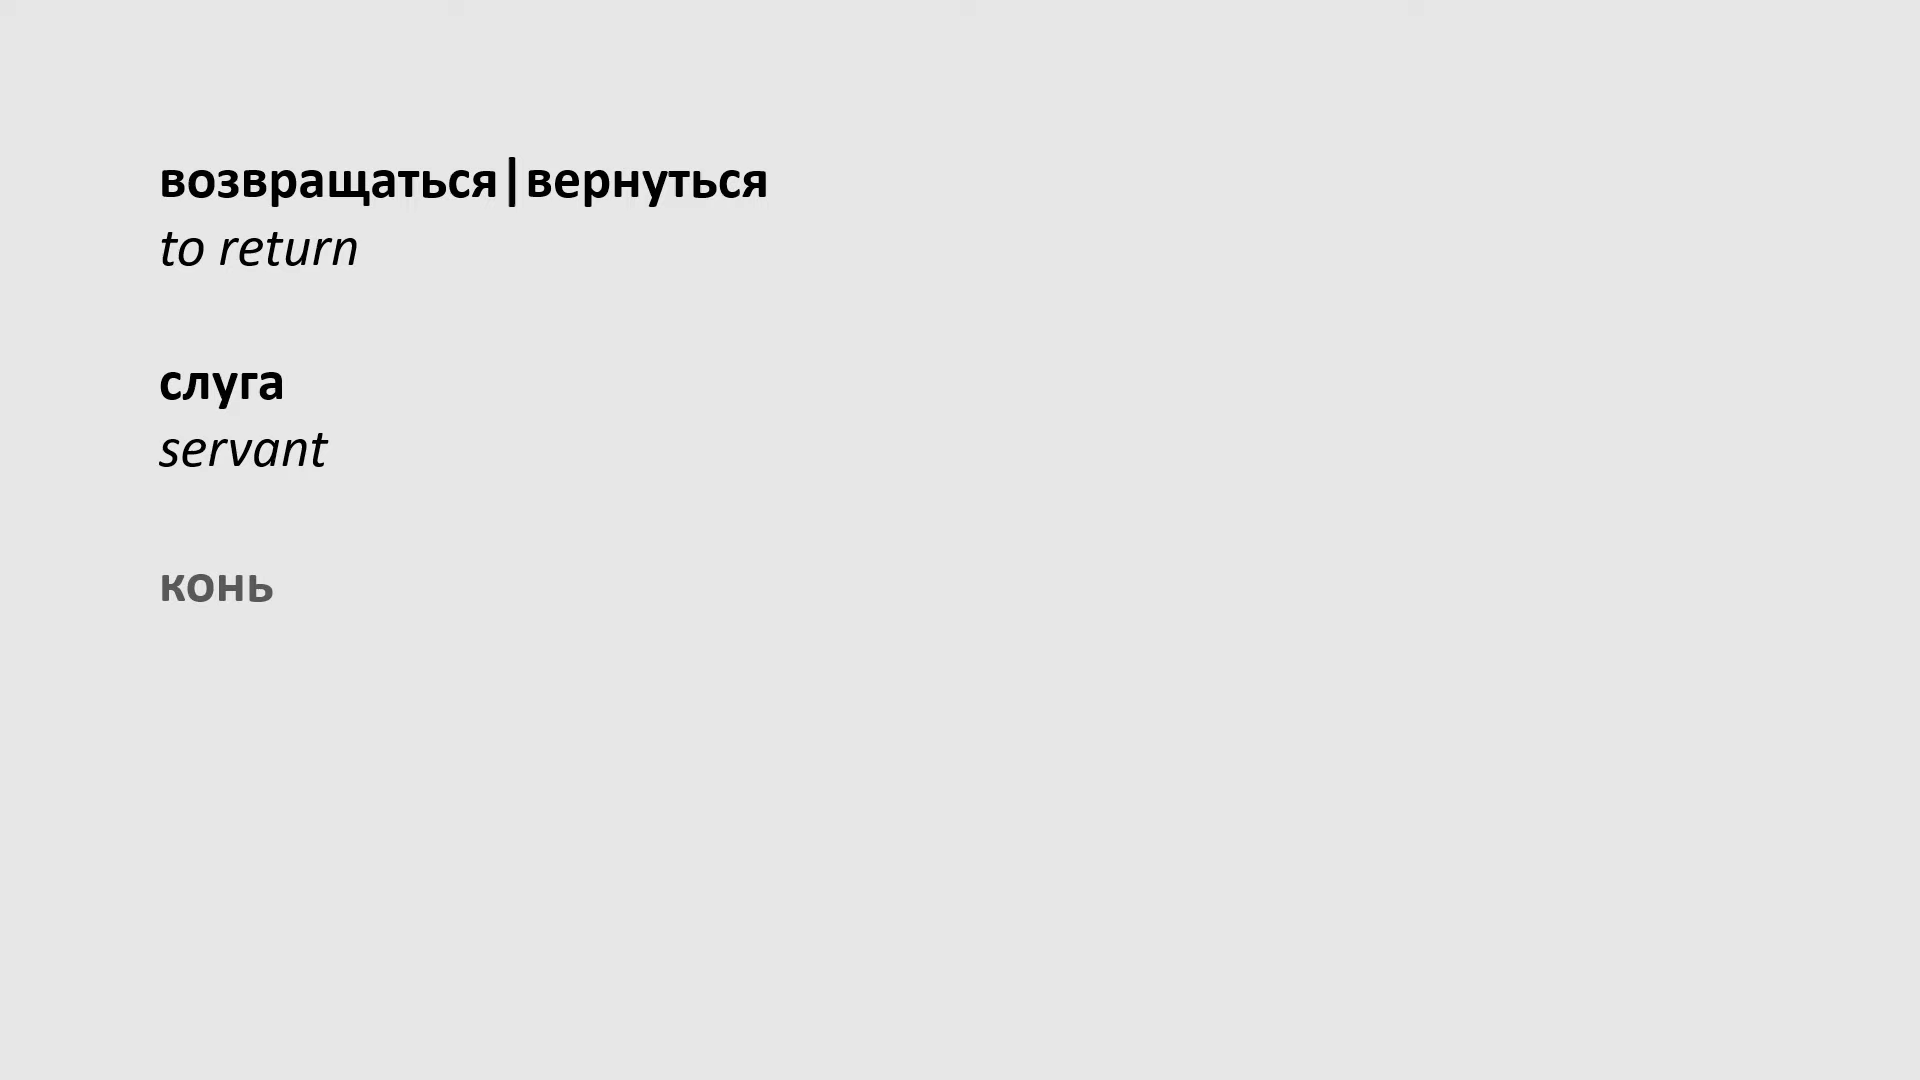 возвращаться|вернуться
to return
слуга
servant
конь